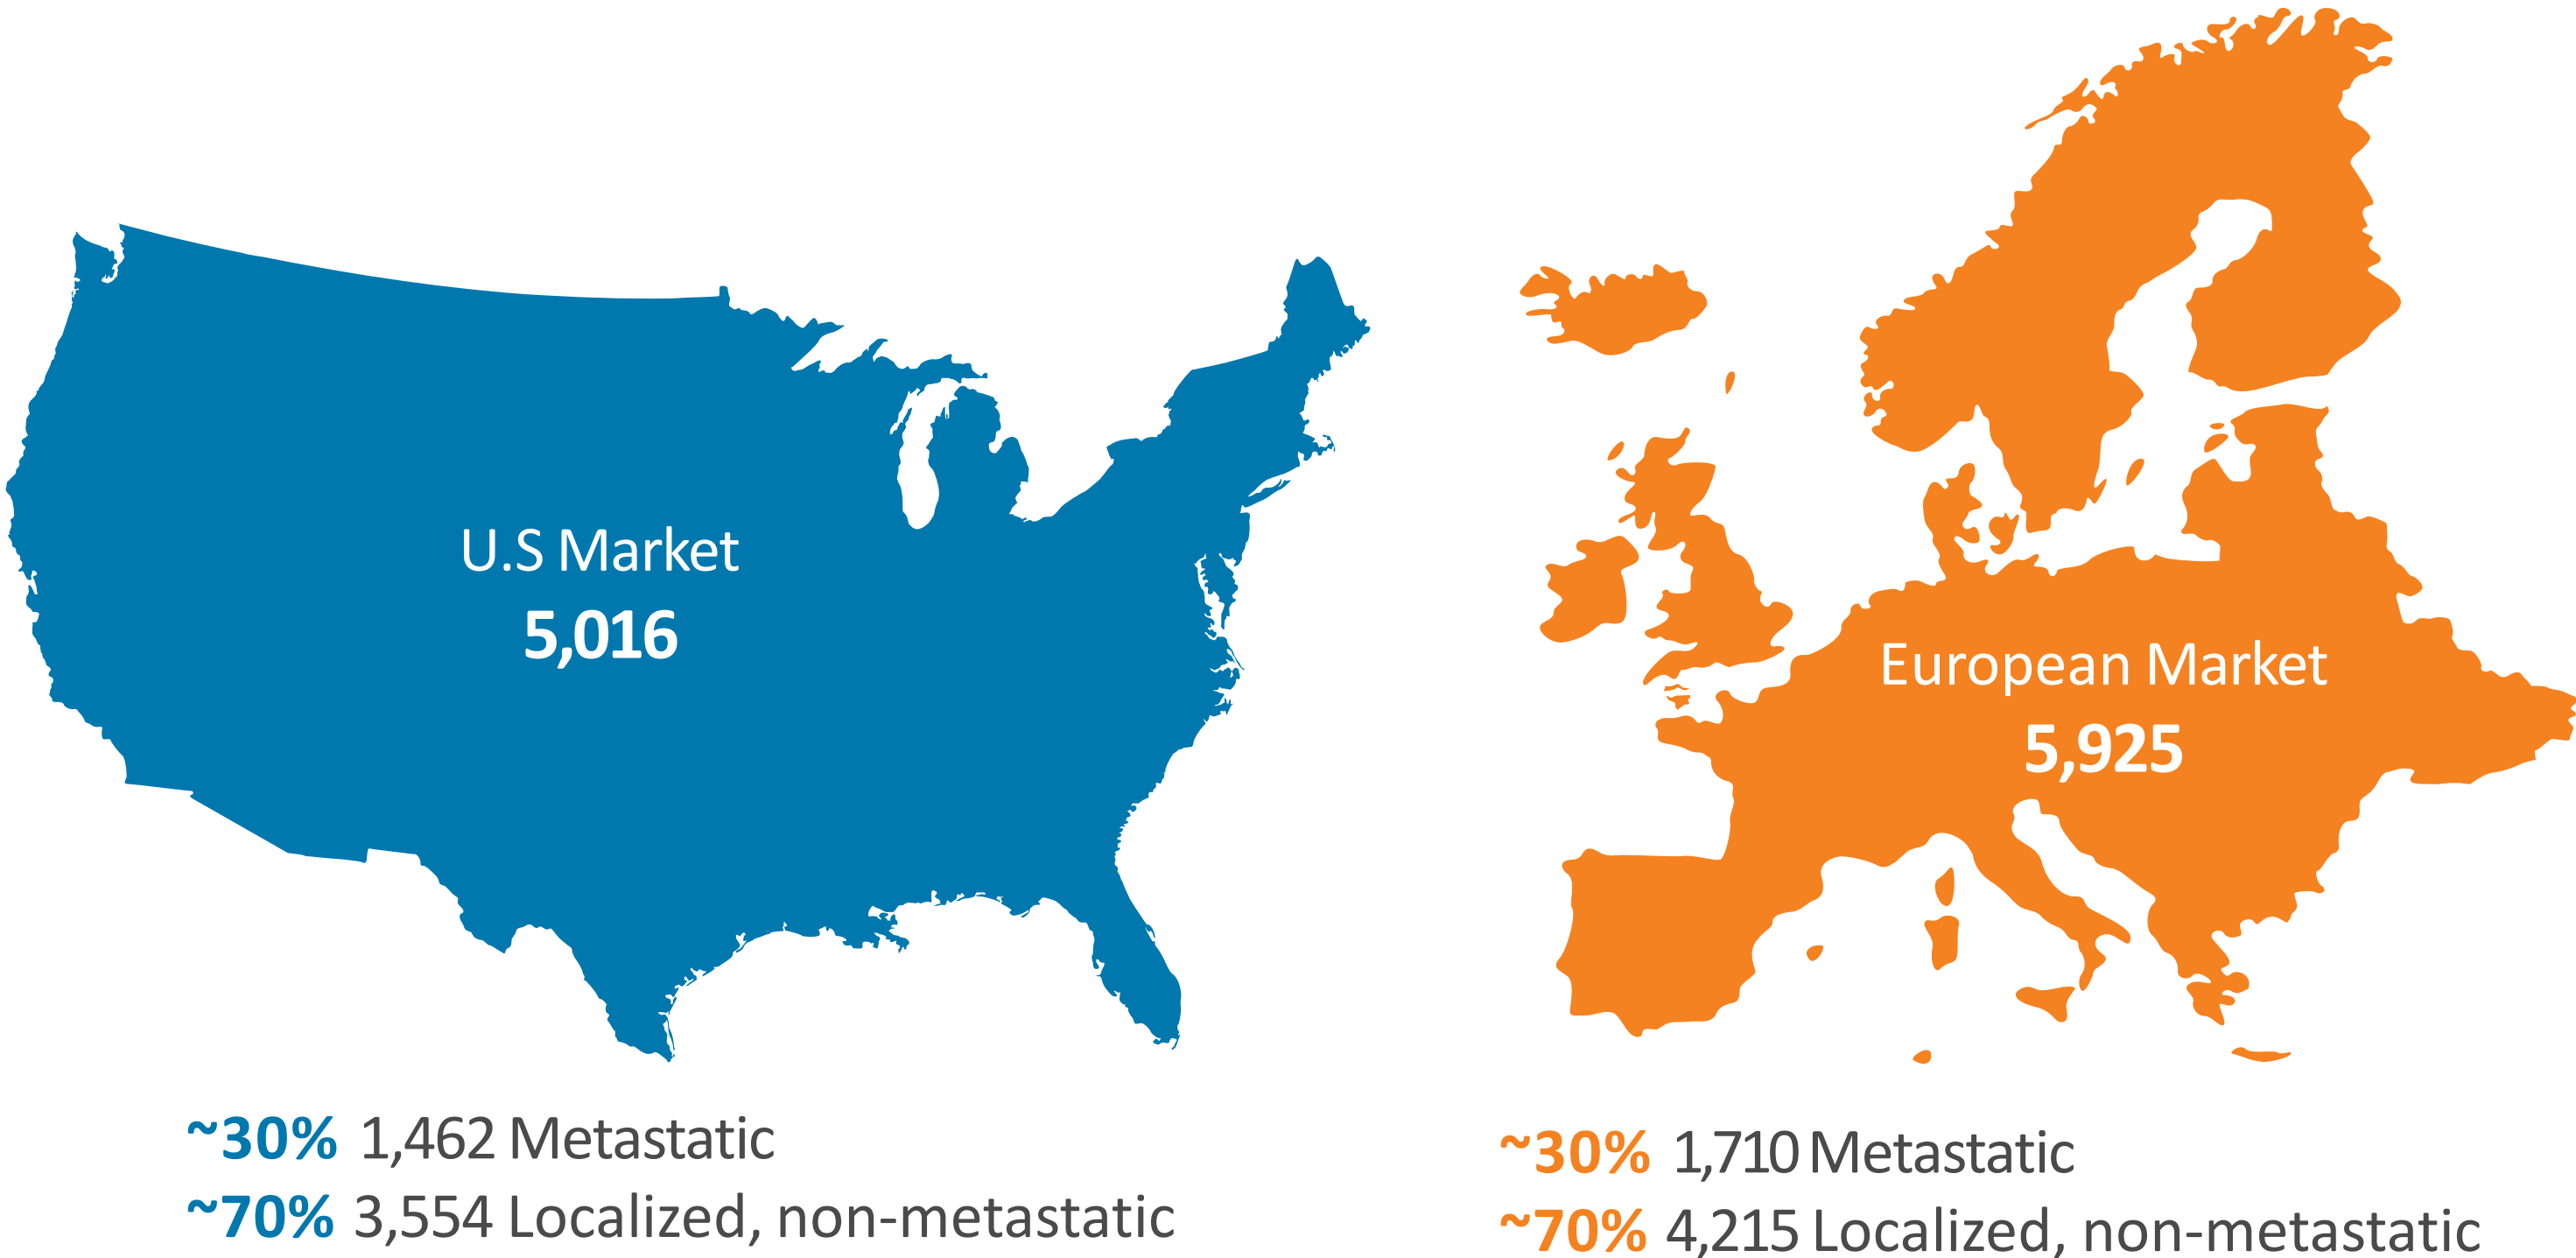 U.S Market
5,016
~30% 1,462 Metastatic
~70% 3,554 Localized, non-metastatic
European Market
5,925
~30% 1,710 Metastatic
~70% 4,215 Localized, non-metastatic